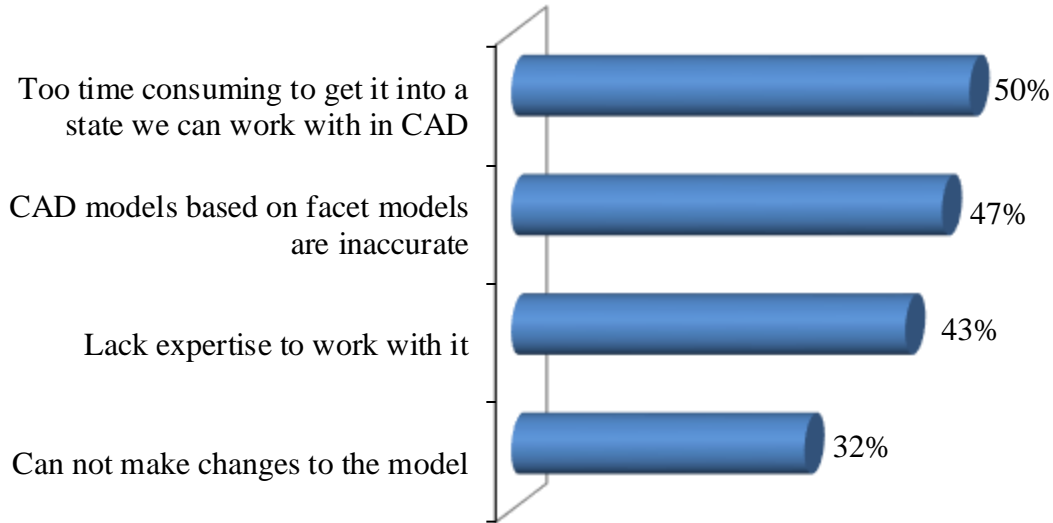 Too time consuming to get it into a
state we can work with in CAD
50%
CAD models based on facet models
are inaccurate
47%
Lack expertise to work with it
43%
Can not make changes to the model
32%